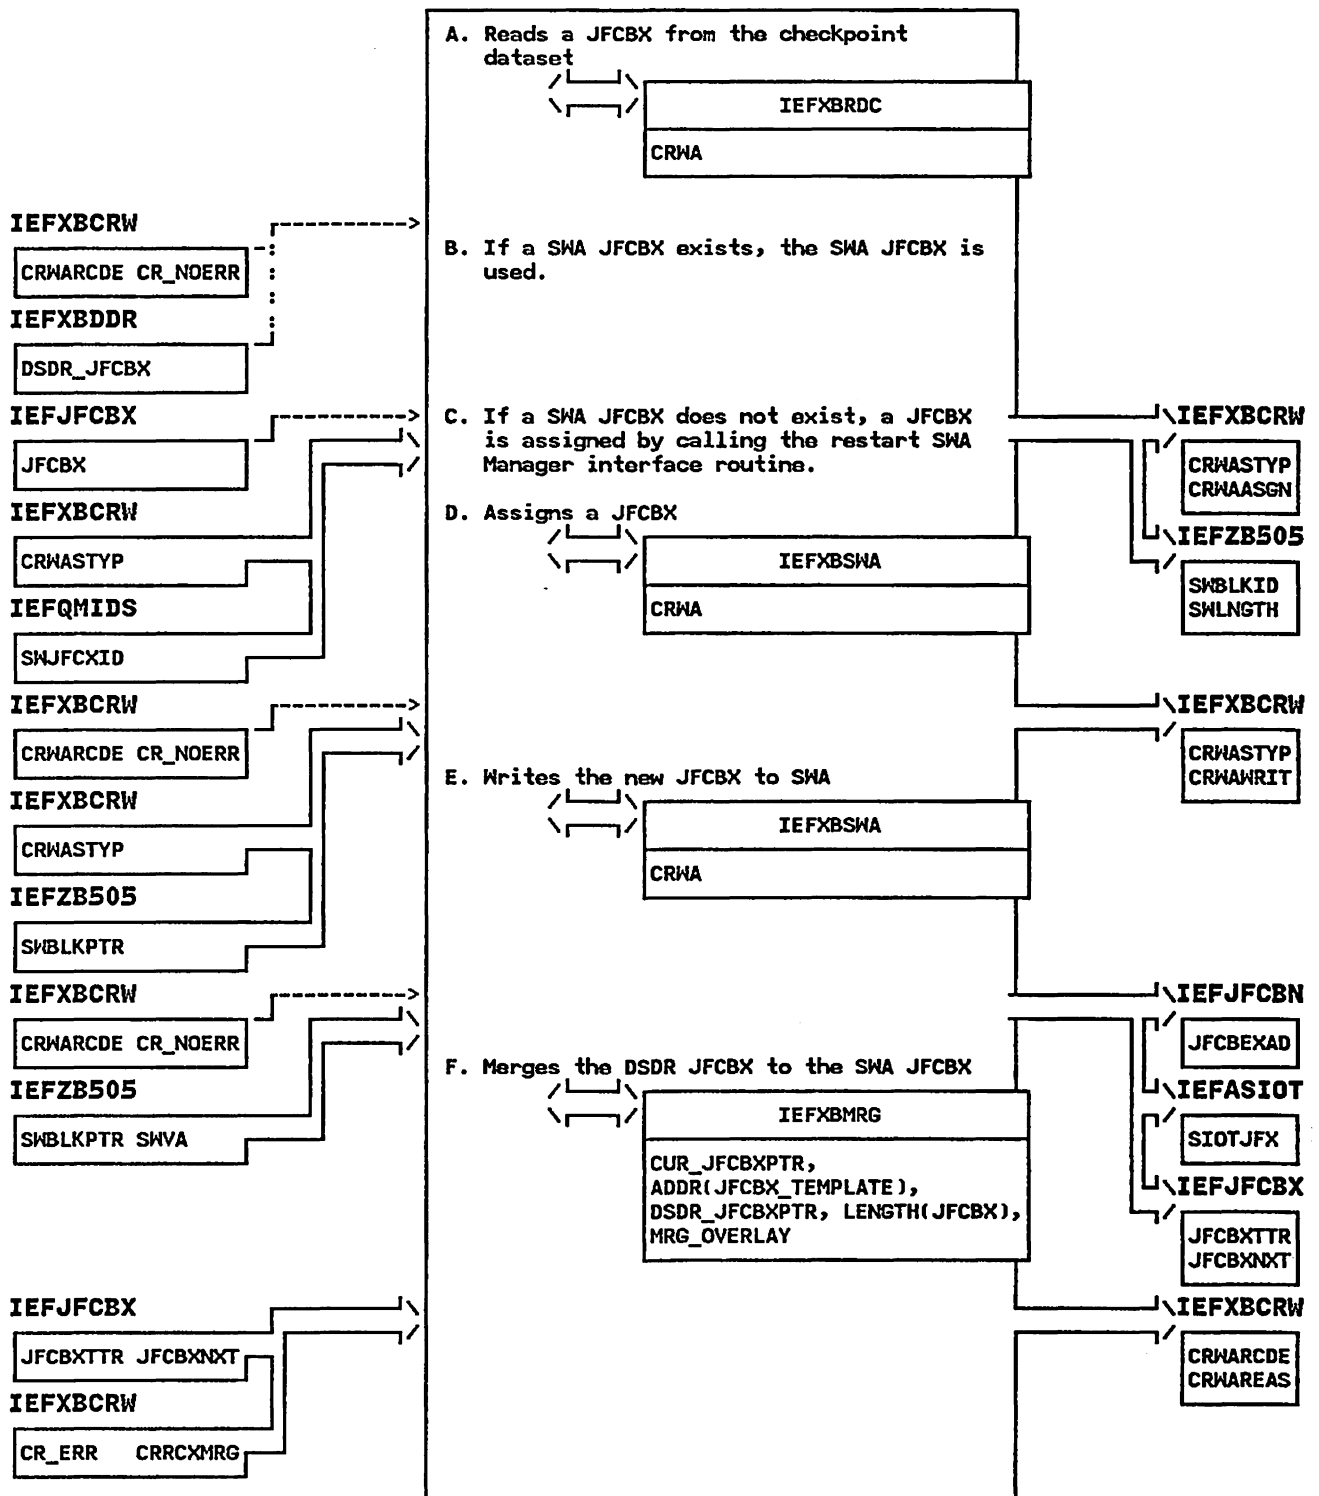 A. Reads a JFCBX from the checkpoint
dataset
IEFXBRDC
CRWA
IEFXBCRW
CRWARCDE CR_NOERR
IEFXBDDR
DSDR_JFCBX
B. If a SWA JFCBX exists, the SWA JFCBX is
used.
IEFJFCBX
JFCBX
IEFXBCRW
CRWASTYP
IEFQMIDS
SWJFCXID
C. If a SWA JFCBX does not exist, a JFCBX
is assigned by calling the restart SWA
Manager interface routine.
IEFXBCRW
CRWASTYP
CRWAASGN
IEFZB505
SWBLKID
SWLNGTH
D. Assigns a JFCBX
IEFXBSWA
CRWA
IEFXBCRW
CRWARCDE CR_NOERR
IEFXBCRW
CRWASTYP
IEFZB505
SWBLKPTR
IEFXBCRW
CRWASTYP
CRWAWRIT
E. Writes the new JFCBX to SWA
IEFXBSWA
CRWA
IEFXBCRW
CRWARCDE CR_NOERR
IEFZB505
SWBLKPTR SWVA
IEFJFCBN
JFCBEXAD
IEFASIOT
SIOTJFX
IEFJFCBX
JFCBXTTR
JFCBXNXT
F. Merges the DSDR JFCBX to the SWA JFCBX
IEFXBMRG
CUR_JFCBXPTR,
ADDR(JFCBX_TEMPLATE),
DSDR_JFCBXPTR, LENGTH(JFCBX),
MRG_OVERLAY
IEFJFCBX
JFCBXTTR JFCBXNXT
IEFXBCRW
CR_ERR CRRCXMRG
IEFXBCRW
CRWARCDE
CRWAREAS